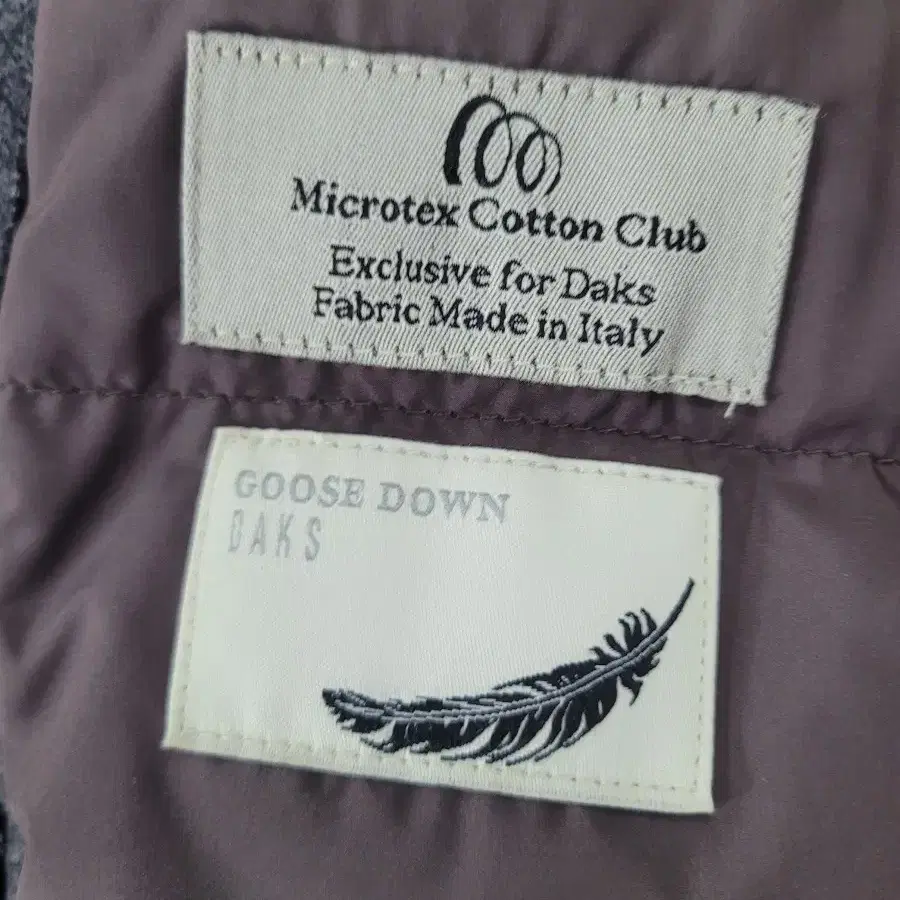 Microtex Cotton Club
Exclusive for Daks
Fabric Made in Italy
GOOSE DOWN
DAKS